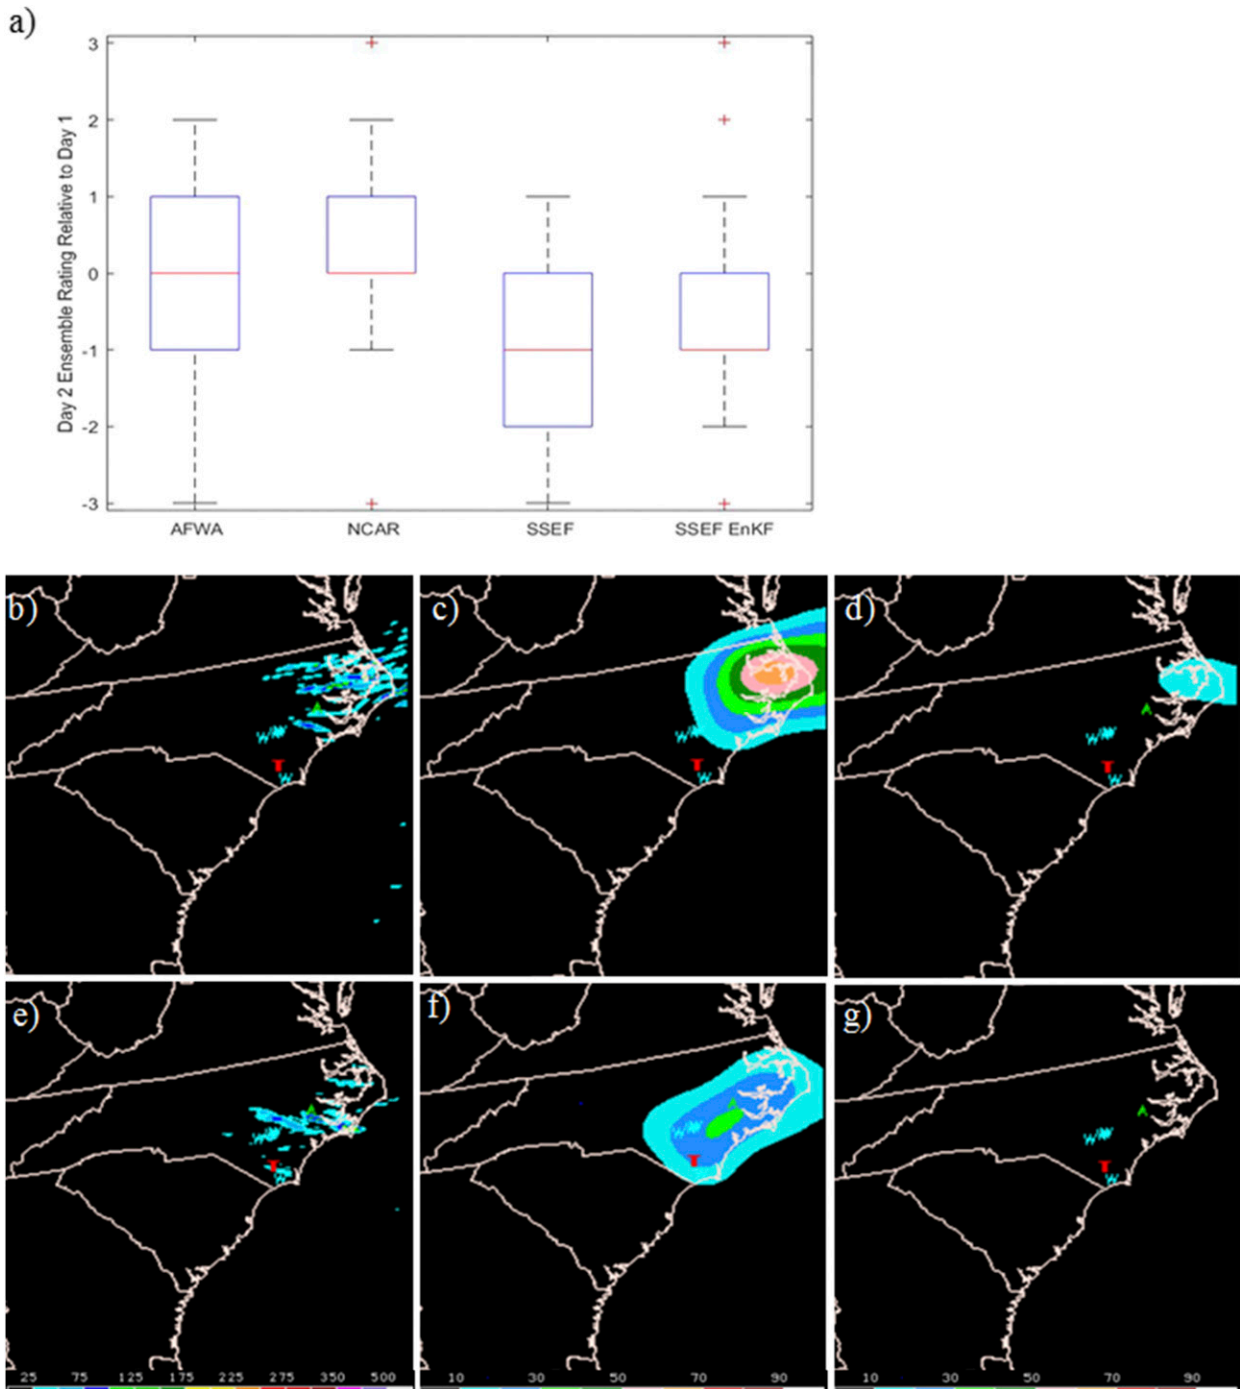 a)
Day 2 Ensemble Rating Relative to Day 1
3
2
1
0
-1
-2
-3
AFWA NCAR SSEF SSEF EnKF
b) c) d)
A A
W W W
T T T
W W W
e) f) g)
A A A
W W W
T T T
W W
25 75 125 175 225 275 350 500 10 30 50 70 90 10 30 50 70 90